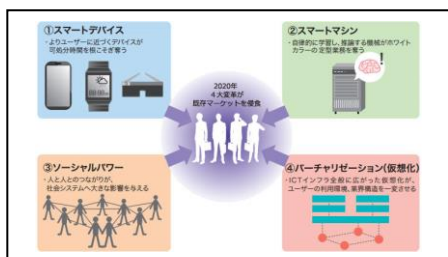 ①スマートデバイス
・よりユーザーに近づくデバイスが
可処分時間を根こそぎ奪う
②スマートマシン
・自律的に学習し、推論する機械がホワイト
カラーの定型業務を奪う
2020年
4大変革が
既存マーケットを侵食
③ソーシャルパワー
・人と人とのつながりが、
社会システムへ大きな影響を与える
④バーチャリゼーション(仮想化)
・ICTインフラ全般に広がった仮想化が、
ユーザーの利用環境、業界構造を一変させる